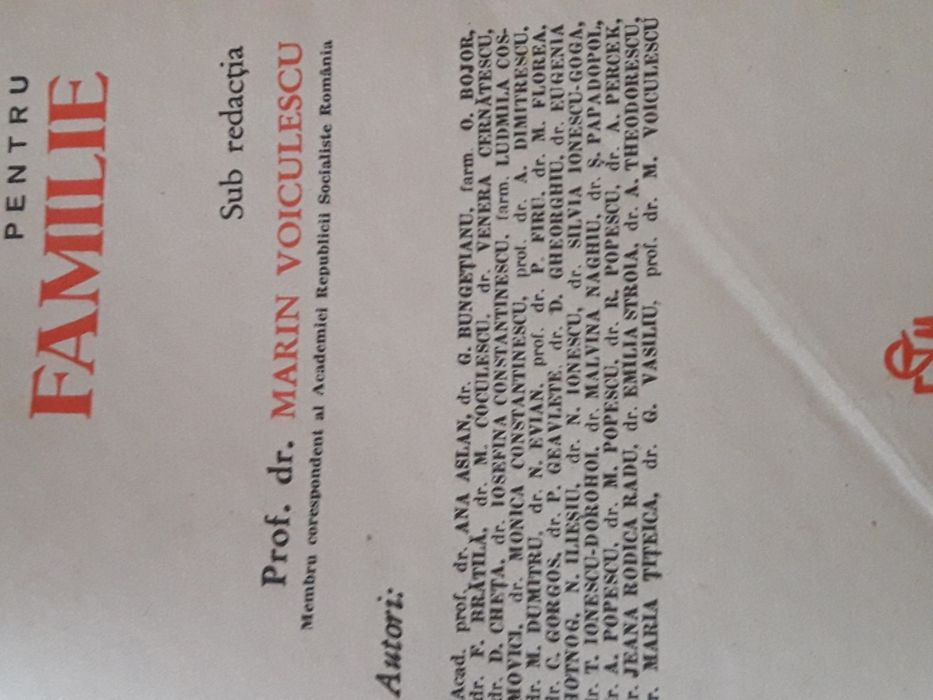 PENTRU
FAMILIE
Sub redacția
Prof. dr. MARIN VOICULESCU
Membru corespondent al Academiei Republicii Socialiste România
Autori:
Acad. prof. dr. ANA ASLAN, dr. G. BUNGEȚIANU, farm. O. BOJOR,
dr. F. BRĂTILĂ, dr. M. COCULESCU, dr. VENERA CERNĂTESCU,
dr. D. CHEȚA, dr. IOSEFINA CONSTANTINESCU, farm. LUDMILA COS-
MOVICI, dr. MONICA CONSTANTINESCU, prof. dr. A. DIMITRESCU,
dr. M. DUMITRU, dr. N. EVIAN, prof. dr. P. FIRU, dr. M. FLOREA,
dr. C. GORGOS, dr. P. GEAVLETE, dr. D. GHEORGHIU, dr. EUGENIA
HOTNOG, N. ILIEȘIU, dr. N. IONESCU, dr. SILVIA IONESCU-GOGA,
dr. T. IONESCU-DOROHOI, dr. MALVINA NAGHIU, dr. Ș. PAPADOPOL,
r. A. POPESCU, dr. M. POPESCU, dr. R. POPESCU, dr. A. PERCEK,
r. JEANA RODICA RADU, dr. EMILIA STROIA, dr. A. THEODORESCU,
r. MARIA ȚIȚEICA, dr. G. VASILIU, prof. dr. M. VOICULESCU